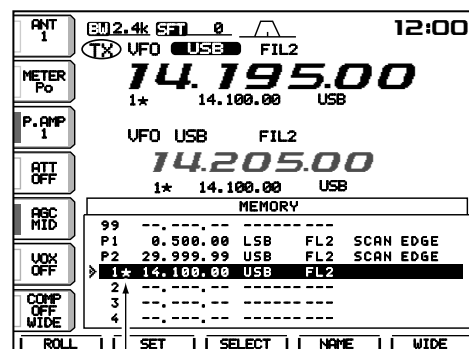 ANT
1
BW 2.4k SFT 0 12:00
TX VFO USB FIL2
METER
Po
14.195.00
1★ 14.100.00 USB
P.AMP
1
VFO USB FIL2
ATT
OFF
14.205.00
1★ 14.100.00 USB
MEMORY
AGC
MID
99 --.---.-- --- ---
P1 0.500.00 LSB FL2 SCAN EDGE
P2 29.999.99 USB FL2 SCAN EDGE
VOX
OFF
1★ 14.100.00 USB FL2
2 --.---.-- --- ---
3 --.---.-- --- ---
4 --.---.-- --- ---
COMP
OFF
WIDE
ROLL SET SELECT NAME WIDE